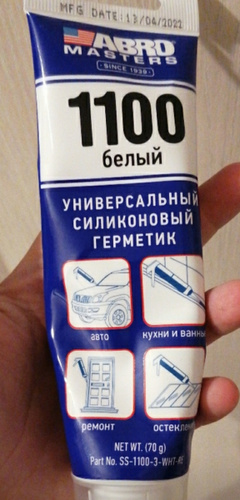 MFG DATE:13/04/2022
ABRO
MASTERS
SINCE 1939
1100
белый
УНИВЕРСАЛЬНЫЙ
СИЛИКОНОВЫЙ
ГЕРМЕТИК
авто
кухни и ванны
ремонт
остеклен
NET WT. (70 g)
Part No. SS-1100-3-WHT-RE